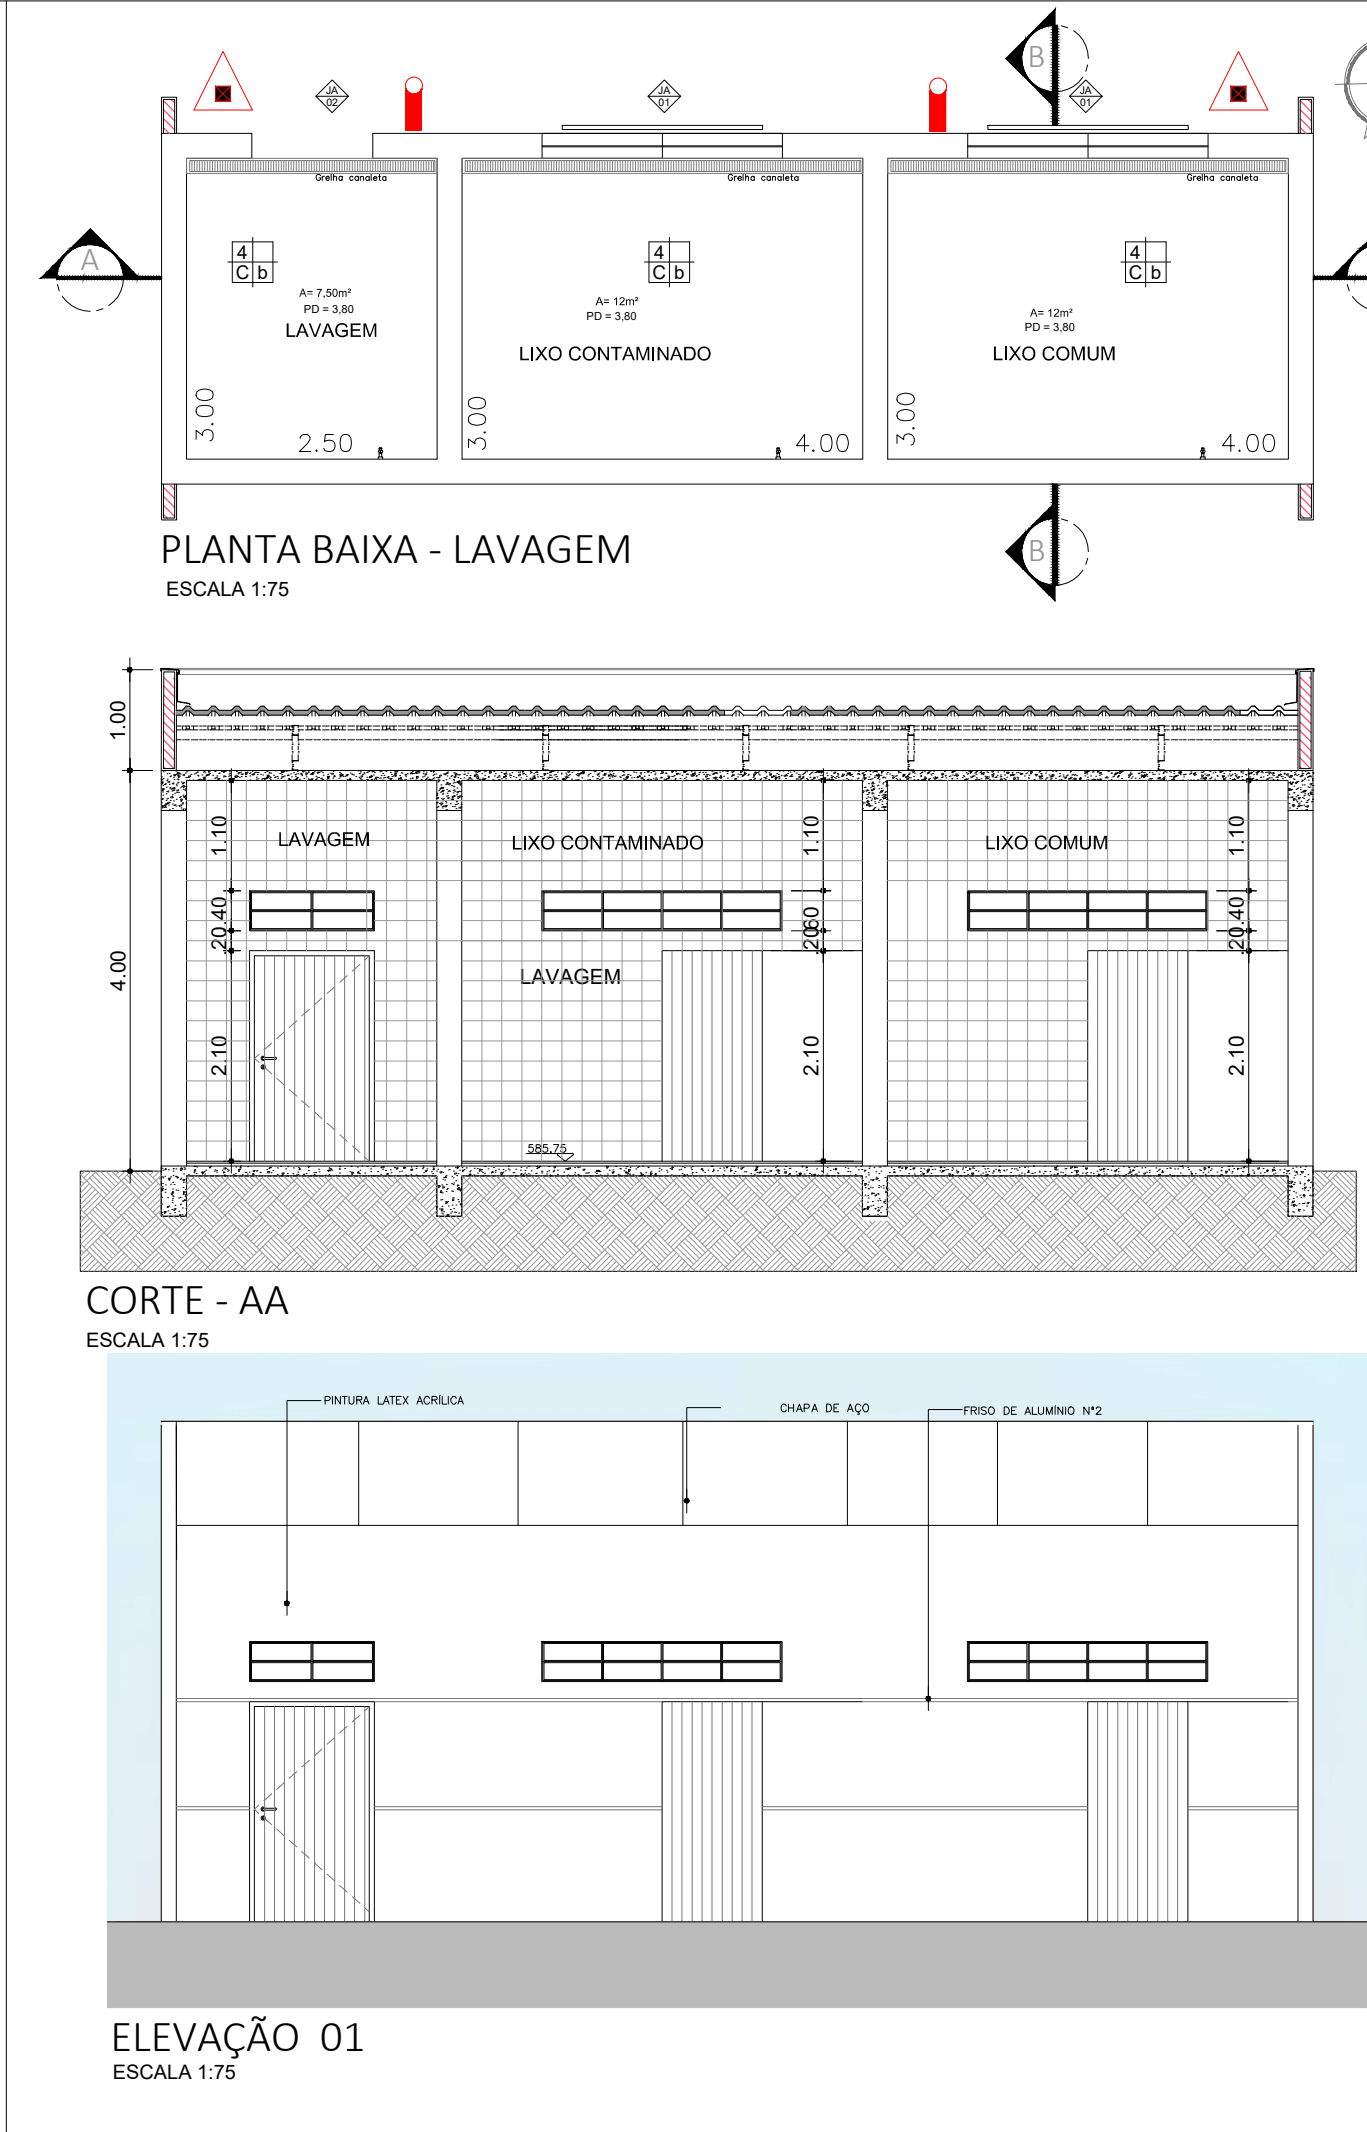 B
JA
02
JA
01
JA
01
Grelha canaleta
Grelha canaleta
Grelha canaleta
A
4
C b
4
C b
4
C b
A= 7,50m²
PD = 3,80
LAVAGEM
A= 12m²
PD = 3,80
LIXO CONTAMINADO
A= 12m²
PD = 3,80
LIXO COMUM
3.00
2.50
3.00
4.00
3.00
4.00
B
PLANTA BAIXA - LAVAGEM
ESCALA 1:75
1.00
4.00
1.10
LAVAGEM
LIXO CONTAMINADO
1.10
LIXO COMUM
1.10
.20
.40
.20
.60
.20
.40
LAVAGEM
2.10
2.10
2.10
585.75
CORTE - AA
ESCALA 1:75
PINTURA LATEX ACRÍLICA
CHAPA DE AÇO
FRISO DE ALUMÍNIO N°2
ELEVAÇÃO 01
ESCALA 1:75